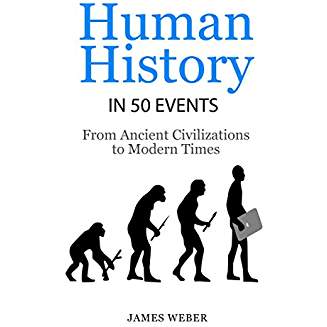 Human
History
IN 50 EVENTS
From Ancient Civilizations
to Modern Times
JAMES WEBER